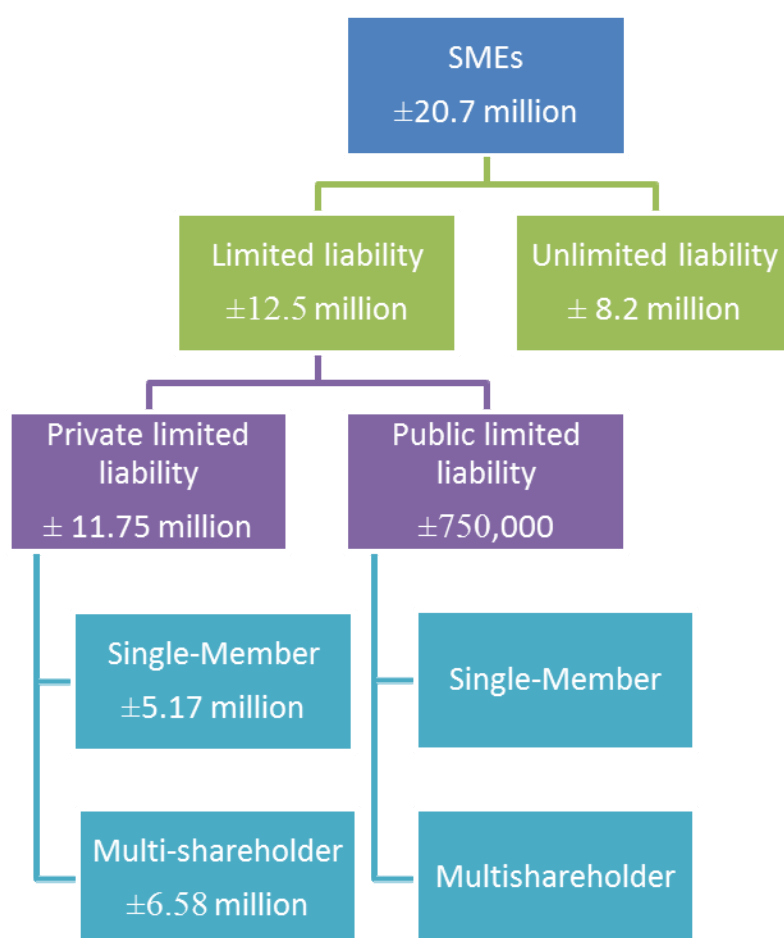 SMEs
±20.7 million
Limited liability
±12.5 million
Unlimited liability
± 8.2 million
Private limited
liability
± 11.75 million
Public limited
liability
±750,000
Single-Member
±5.17 million
Single-Member
Multi-shareholder
±6.58 million
Multishareholder